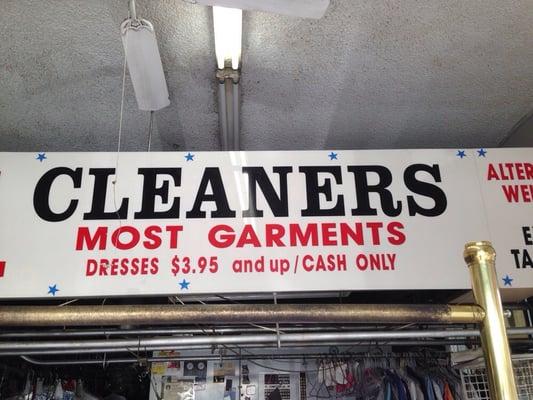 CLEANERS
MOST GARMENTS
DRESSES $3.95 and up/CASH ONLY